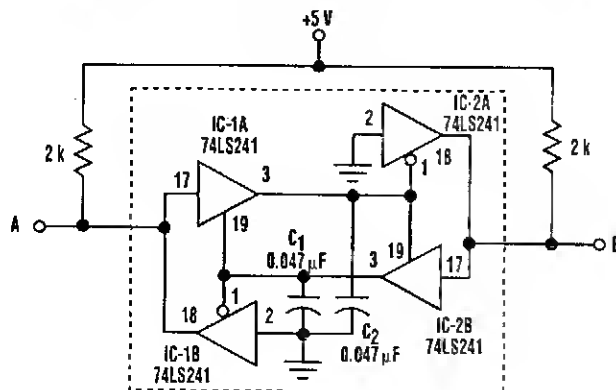 +5 V
IC-2A
74LS241
2
1
18
2 k
IC-1A
74LS241
2 k
17
3
19
A
C1
0.047 µF
19
3
17
18
1
2
IC-2B
74LS241
C2
0.047 µF
IC-1B
74LS241